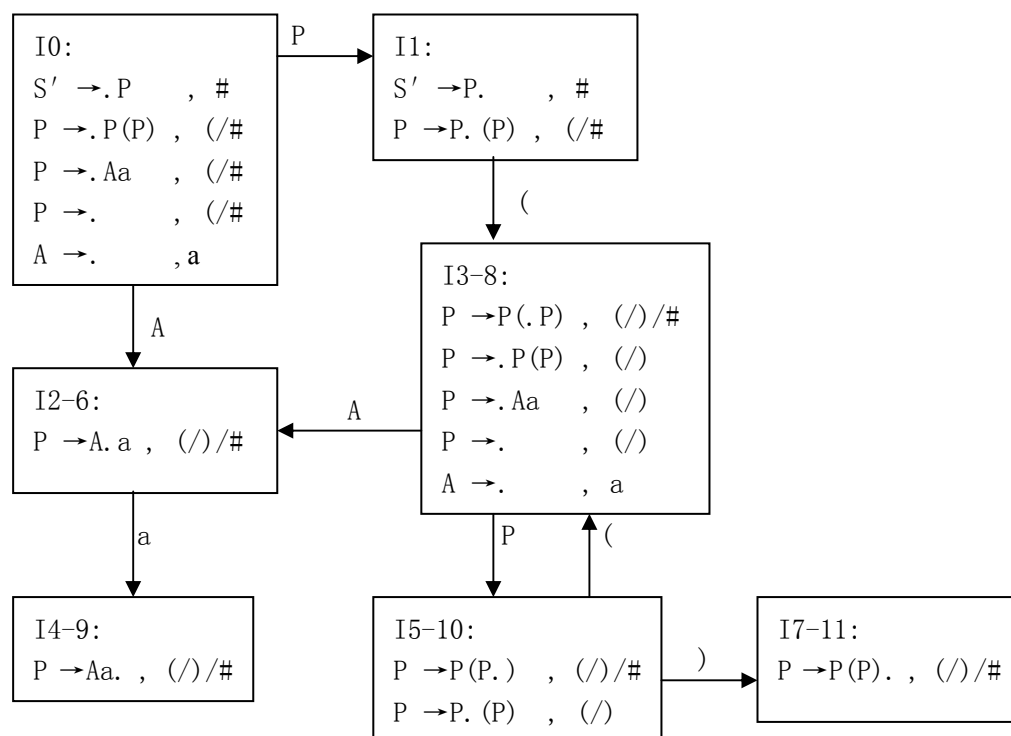 I0:
S′ →.P , #
P →.P(P) , (/#
P →.Aa , (/#
P →. , (/#
A →. ,a
P
I1:
S′ →P. , #
P →P.(P) , (/#
(
A
I3-8:
P →P(.P) , (/)/#
P →.P(P) , (/)
P →.Aa , (/)
P →. , (/)
A →. , a
I2-6:
P →A.a , (/)/#
A
a
P
(
I4-9:
P →Aa. , (/)/#
I5-10:
P →P(P.) , (/)/#
P →P.(P) , (/)
)
I7-11:
P →P(P). , (/)/#